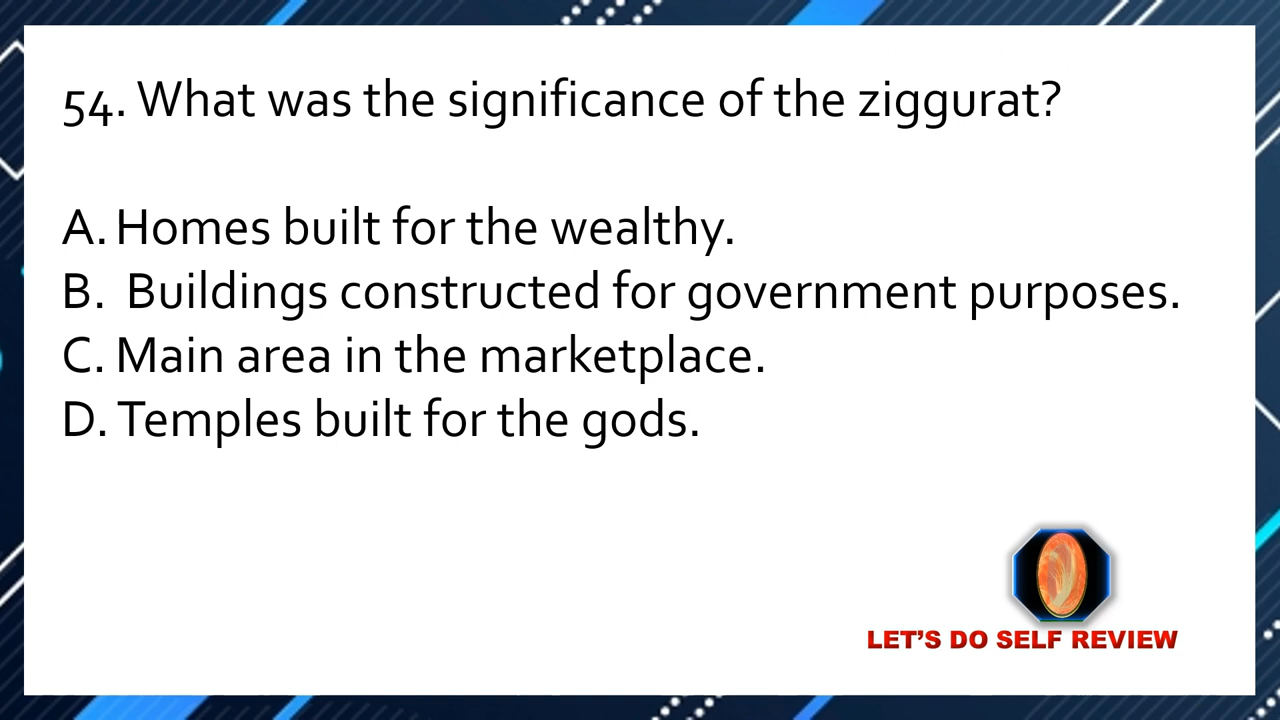 54. What was the significance of the ziggurat?
A. Homes built for the wealthy.
B. Buildings constructed for government purposes.
C. Main area in the marketplace.
D. Temples built for the gods.
LET'S DO SELF REVIEW